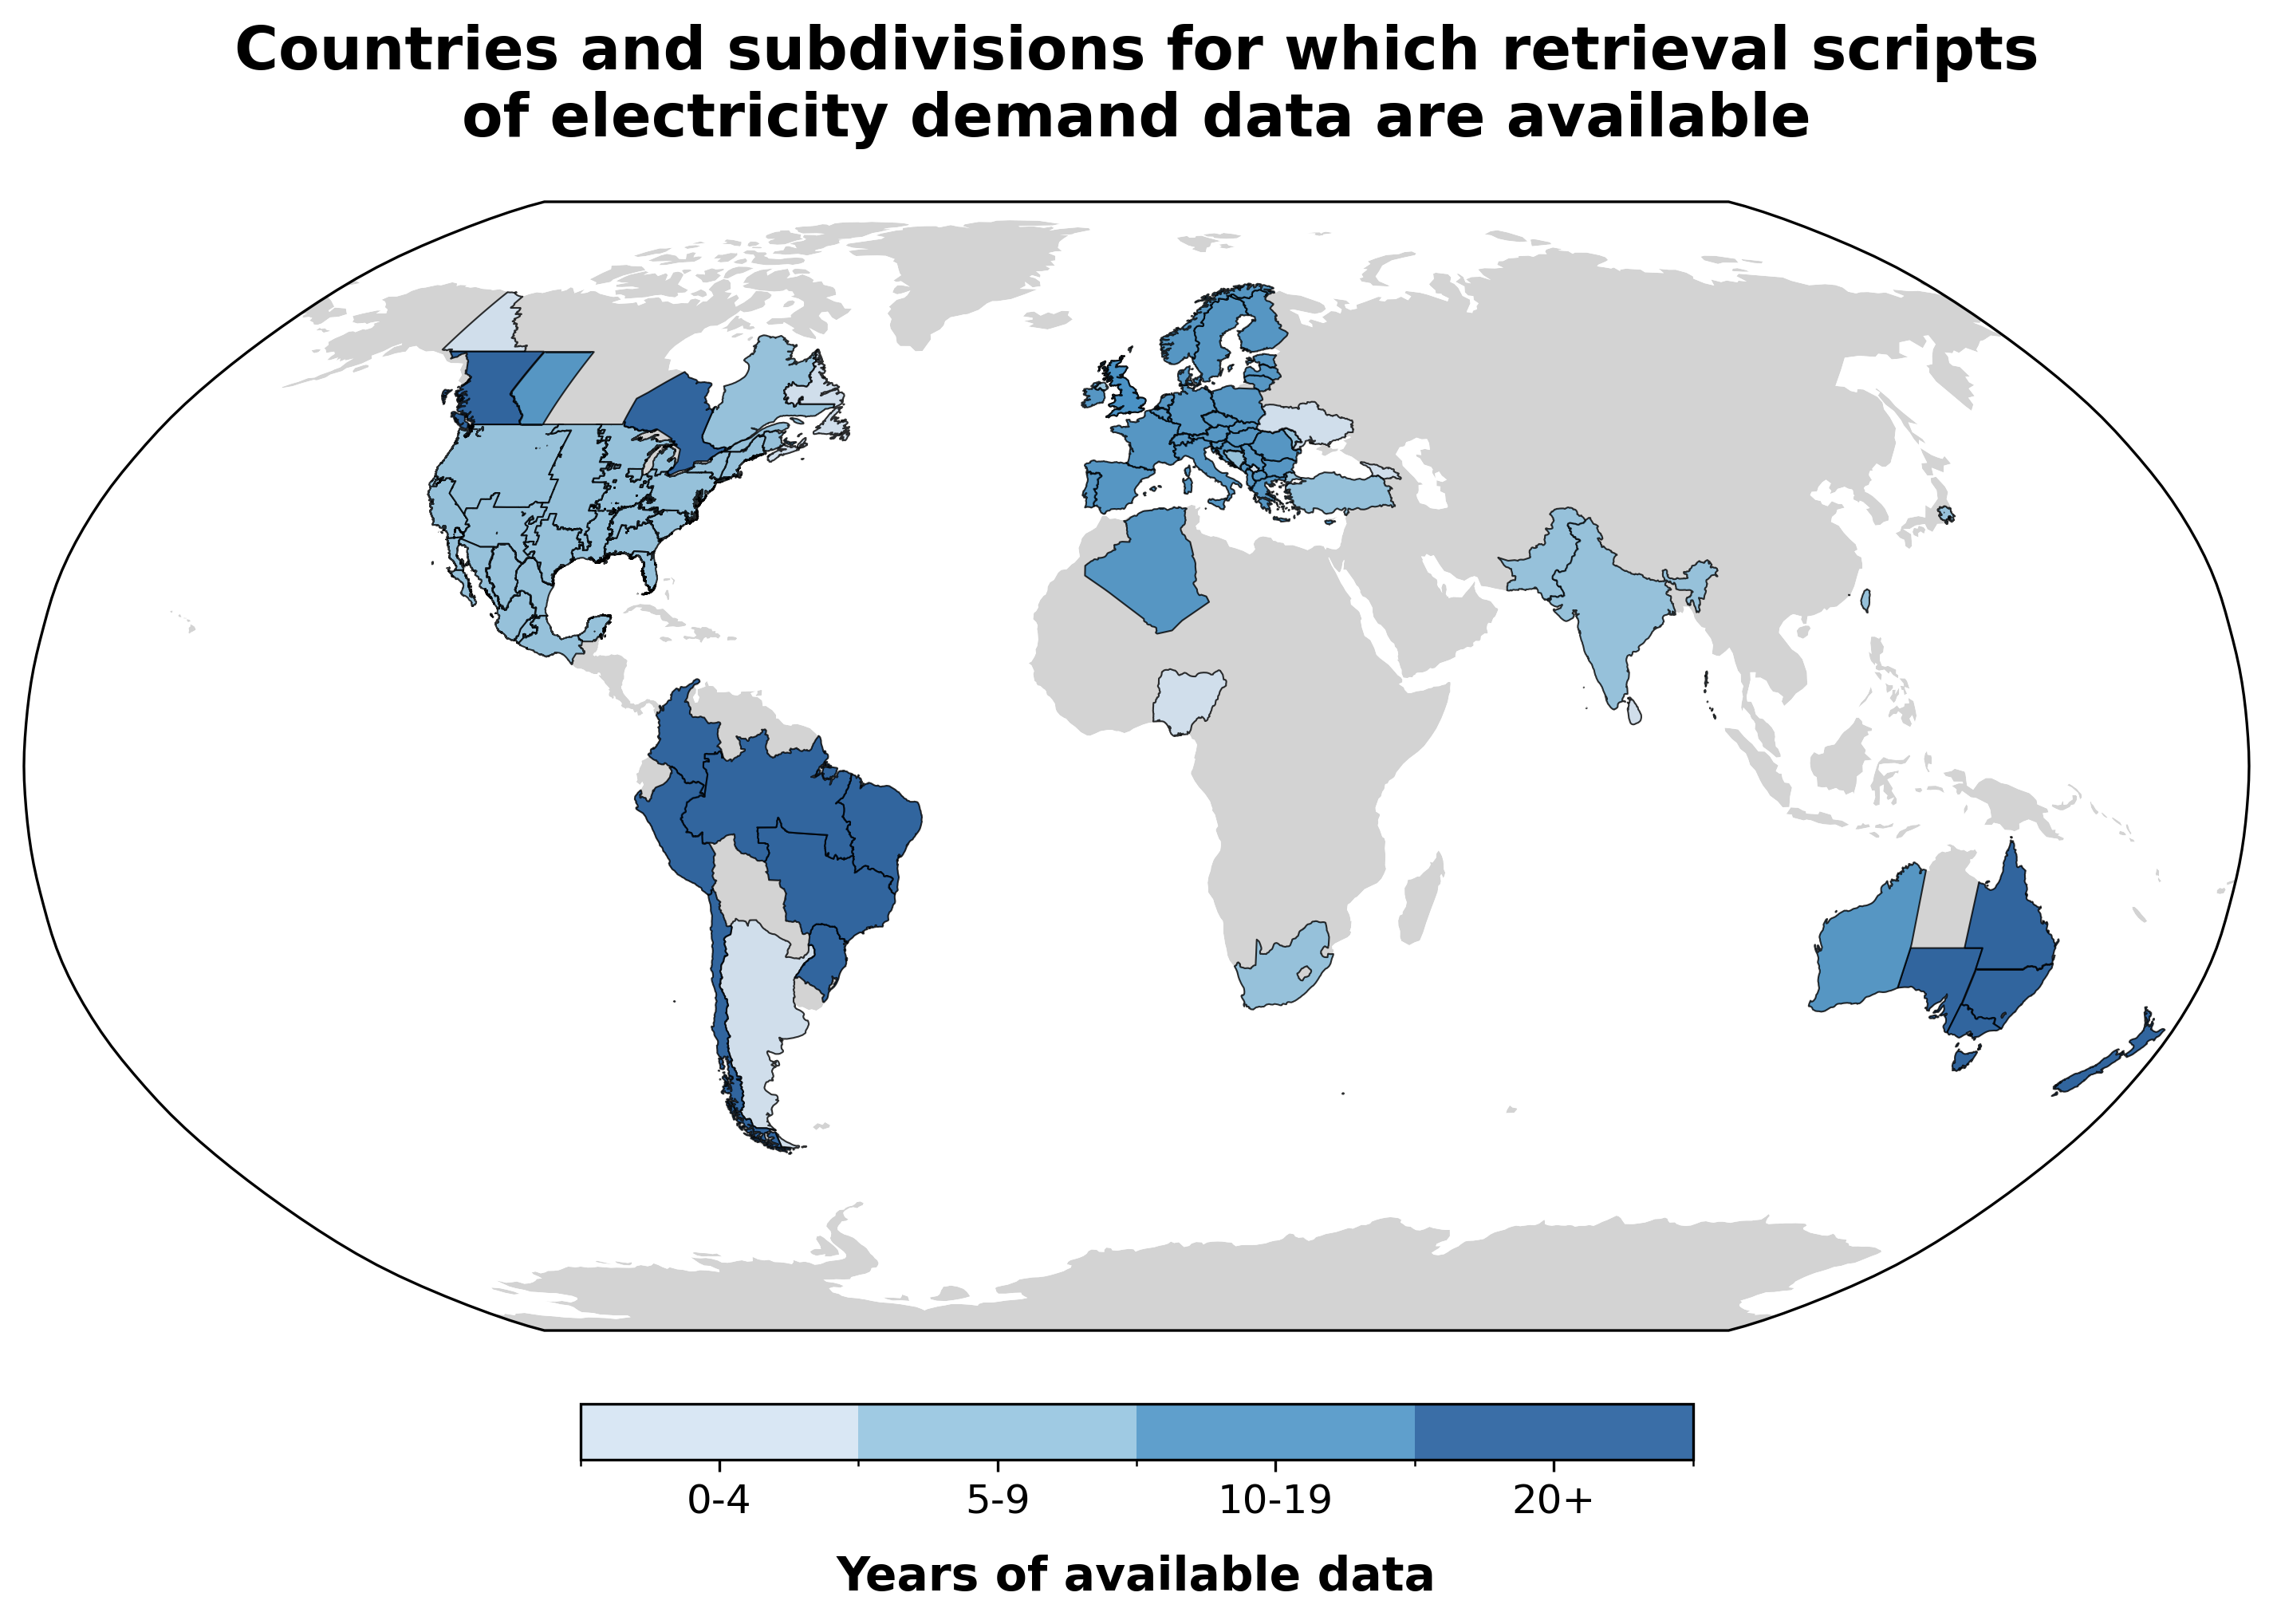 Countries and subdivisions for which retrieval scripts
of electricity demand data are available
0-4 5-9 10-19 20+
Years of available data